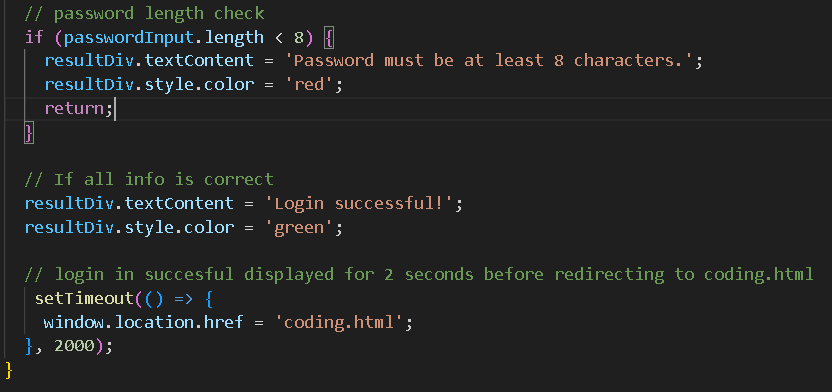 // password length check
if (passwordInput.length < 8) {
resultDiv.textContent = 'Password must be at least 8 characters.';
resultDiv.style.color = 'red';
return;
}
// If all info is correct
resultDiv.textContent = 'Login successful!';
resultDiv.style.color = 'green';
// login in succesful displayed for 2 seconds before redirecting to coding.html
setTimeout(() => {
window.location.href = 'coding.html';
}, 2000);
}